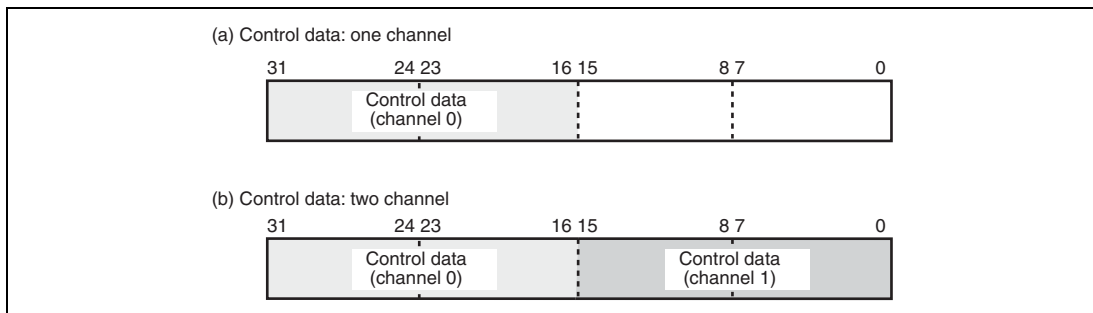 (a) Control data: one channel
31 24 23 16 15 8 7 0
Control data
(channel 0)
(b) Control data: two channel
31 24 23 16 15 8 7 0
Control data Control data
(channel 0) (channel 1)